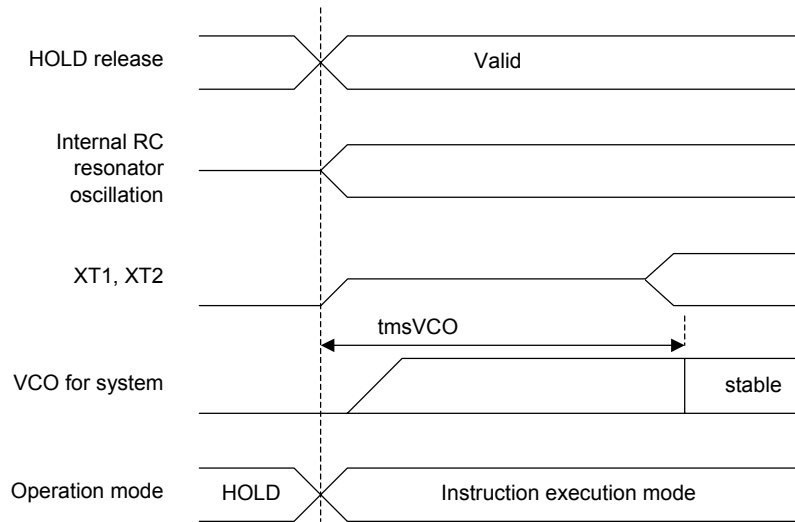 HOLD release
Valid
Internal RC
resonator
oscillation
XT1, XT2
tmsVCO
VCO for system
stable
Operation mode
HOLD
Instruction execution mode